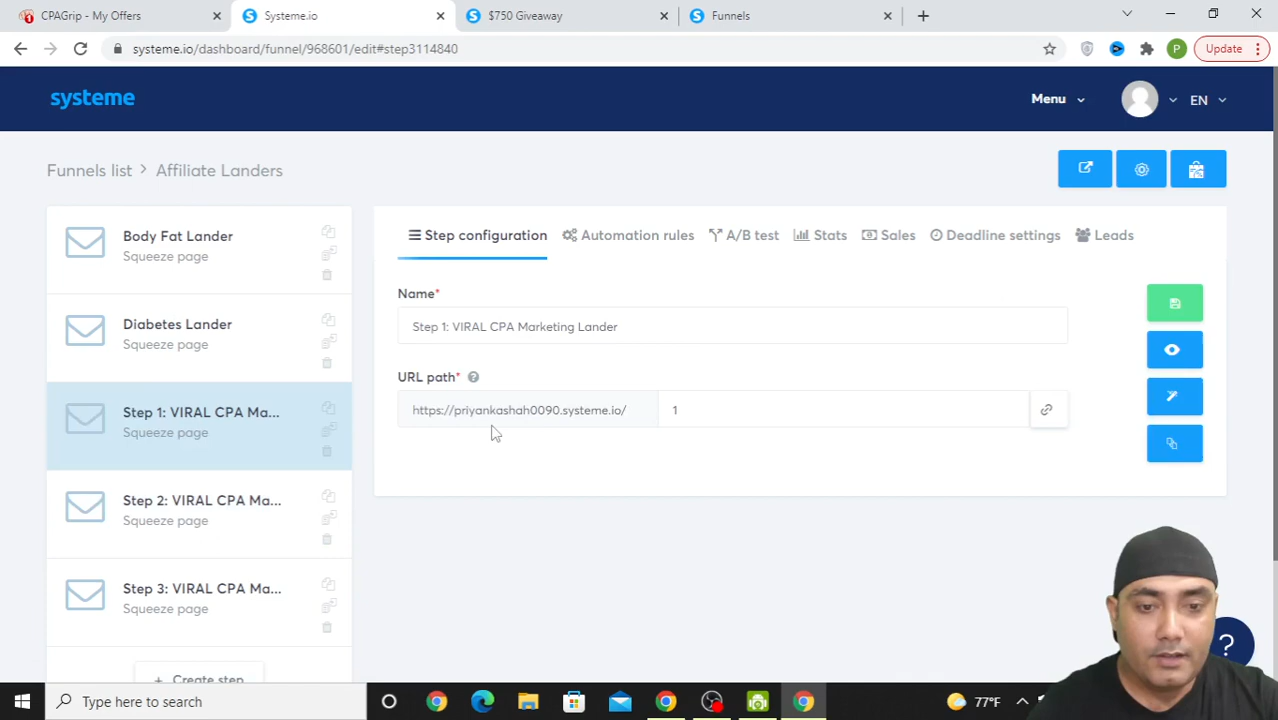 CPAGrip - My Offers
Systeme.io
$750 Giveaway
Funnels
systeme.io/dashboard/funnel/968601/edit#step3114840
P
Update
systeme
Menu
EN
Funnels list > Affiliate Landers
Body Fat Lander
Squeeze page
Diabetes Lander
Squeeze page
Step 1: VIRAL CPA Ma...
Squeeze page
Step 2: VIRAL CPA Ma...
Squeeze page
Step 3: VIRAL CPA Ma...
Squeeze page
+ Create step
Step configuration
Automation rules
A/B test
Stats
Sales
Deadline settings
Leads
Name*
Step 1: VIRAL CPA Marketing Lander
URL path* ?
https://priyankashah0090.systeme.io/
1
?
Type here to search
77°F